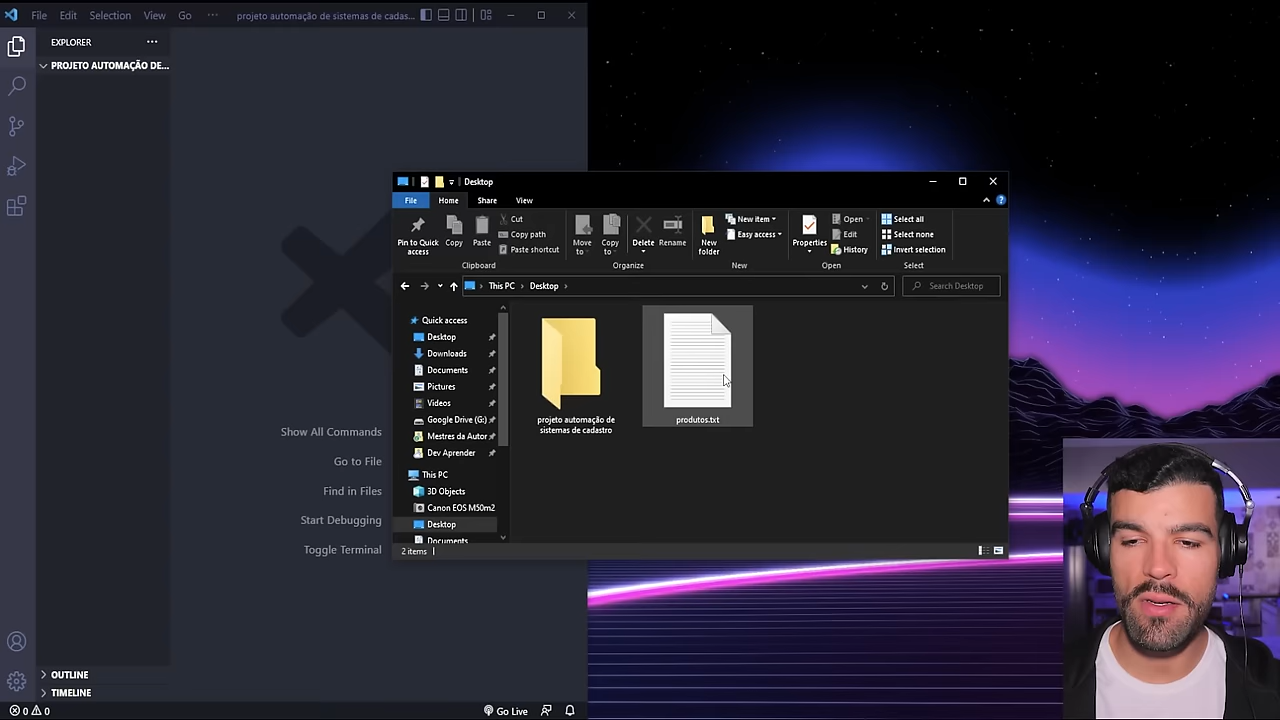 File Edit Selection View Go ··· projeto automação de sistemas de cadas...
EXPLORER ···
PROJETO AUTOMAÇÃO DE...
Show All Commands
Go to File
Find in Files
Start Debugging
Toggle Terminal
OUTLINE
TIMELINE
0 0
Go Live
Desktop
File Home Share View
Pin to Quick access
Copy
Paste
Cut
Copy path
Paste shortcut
Clipboard
Move to
Copy to
Delete
Rename
Organize
New folder
New item
Easy access
New
Properties
Open
Edit
History
Open
Select all
Select none
Invert selection
Select
This PC > Desktop >
Search Desktop
Quick access
Desktop
Downloads
Documents
Pictures
Videos
Google Drive (G:)
Mestres da Autor
Dev Aprender
This PC
3D Objects
Canon EOS M50m2
Desktop
Documents
projeto automação de
sistemas de cadastro
produtos.txt
2 items